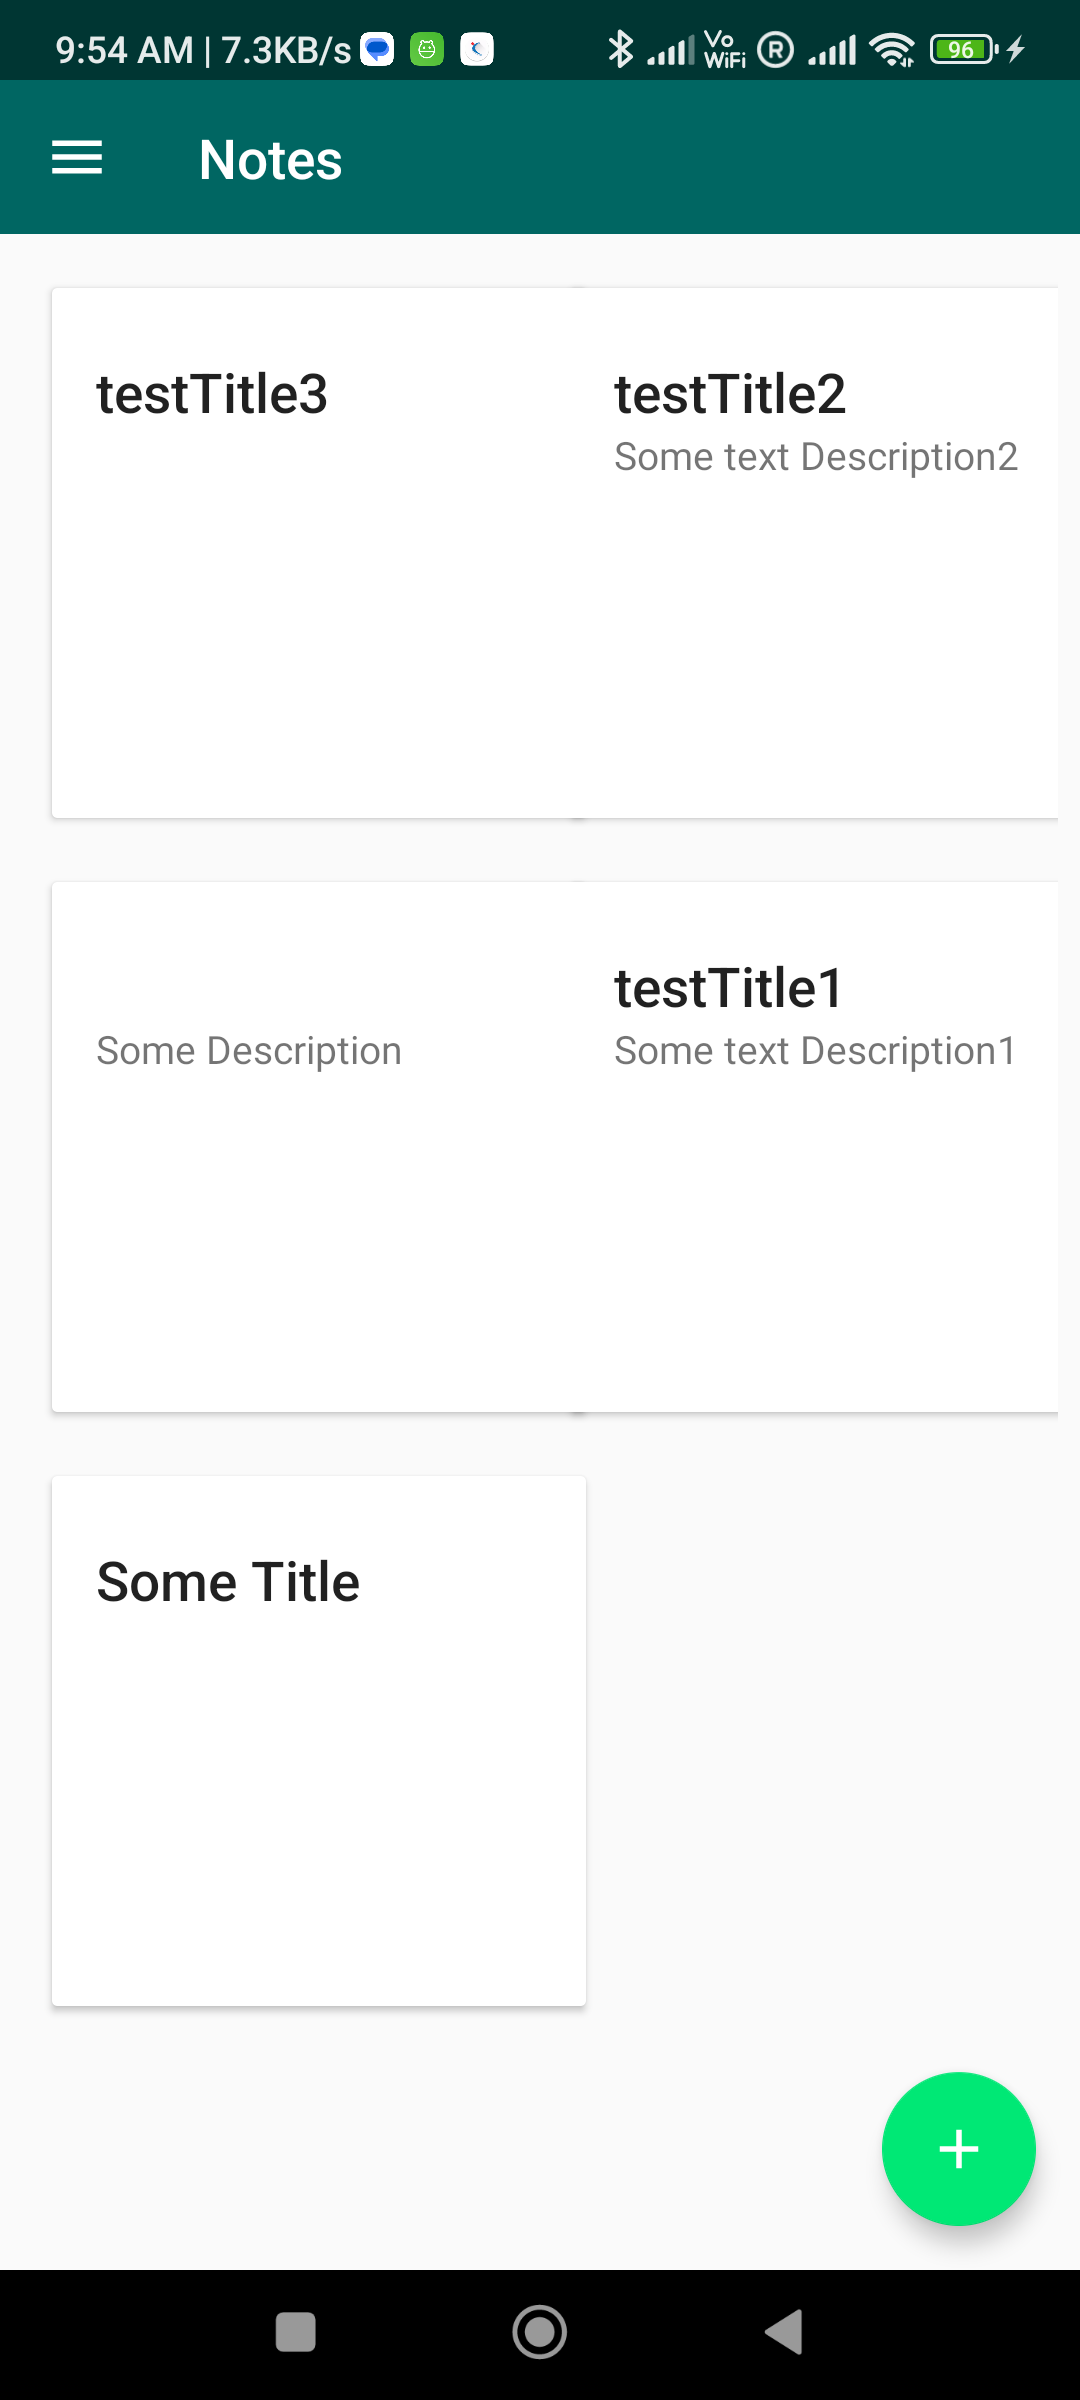 9:54 AM | 7.3KB/s Vo WiFi R 96
Notes
testTitle3
testTitle2
Some text Description2
Some Description
testTitle1
Some text Description1
Some Title